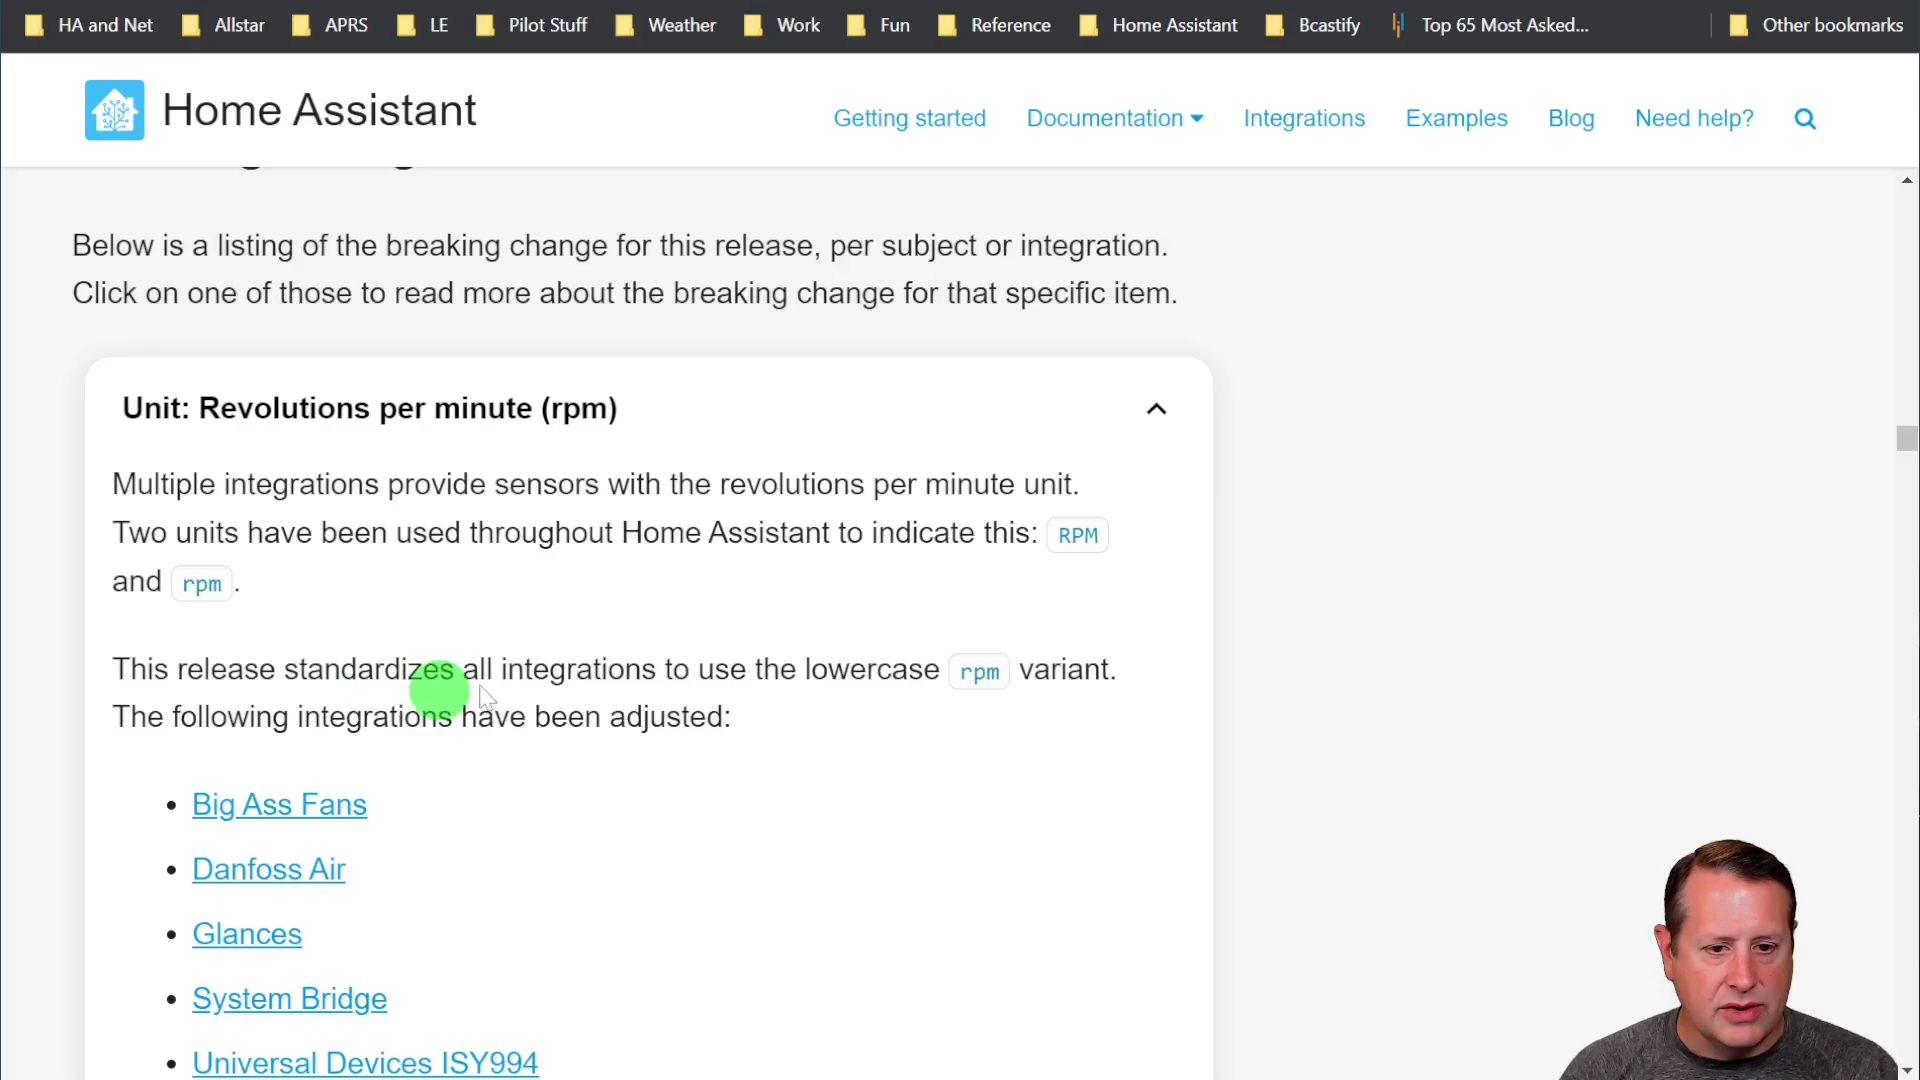 HA and Net
Allstar
APRS
LE
Pilot Stuff
Weather
Work
Fun
Reference
Home Assistant
Bcastify
Top 65 Most Asked...
Other bookmarks
Home Assistant
Getting started
Documentation
Integrations
Examples
Blog
Need help?
Below is a listing of the breaking change for this release, per subject or integration.
Click on one of those to read more about the breaking change for that specific item.
Unit: Revolutions per minute (rpm)
Multiple integrations provide sensors with the revolutions per minute unit.
Two units have been used throughout Home Assistant to indicate this: RPM
and rpm.
This release standardizes all integrations to use the lowercase rpm variant.
The following integrations have been adjusted:
• Big Ass Fans
• Danfoss Air
• Glances
• System Bridge
• Universal Devices ISY994